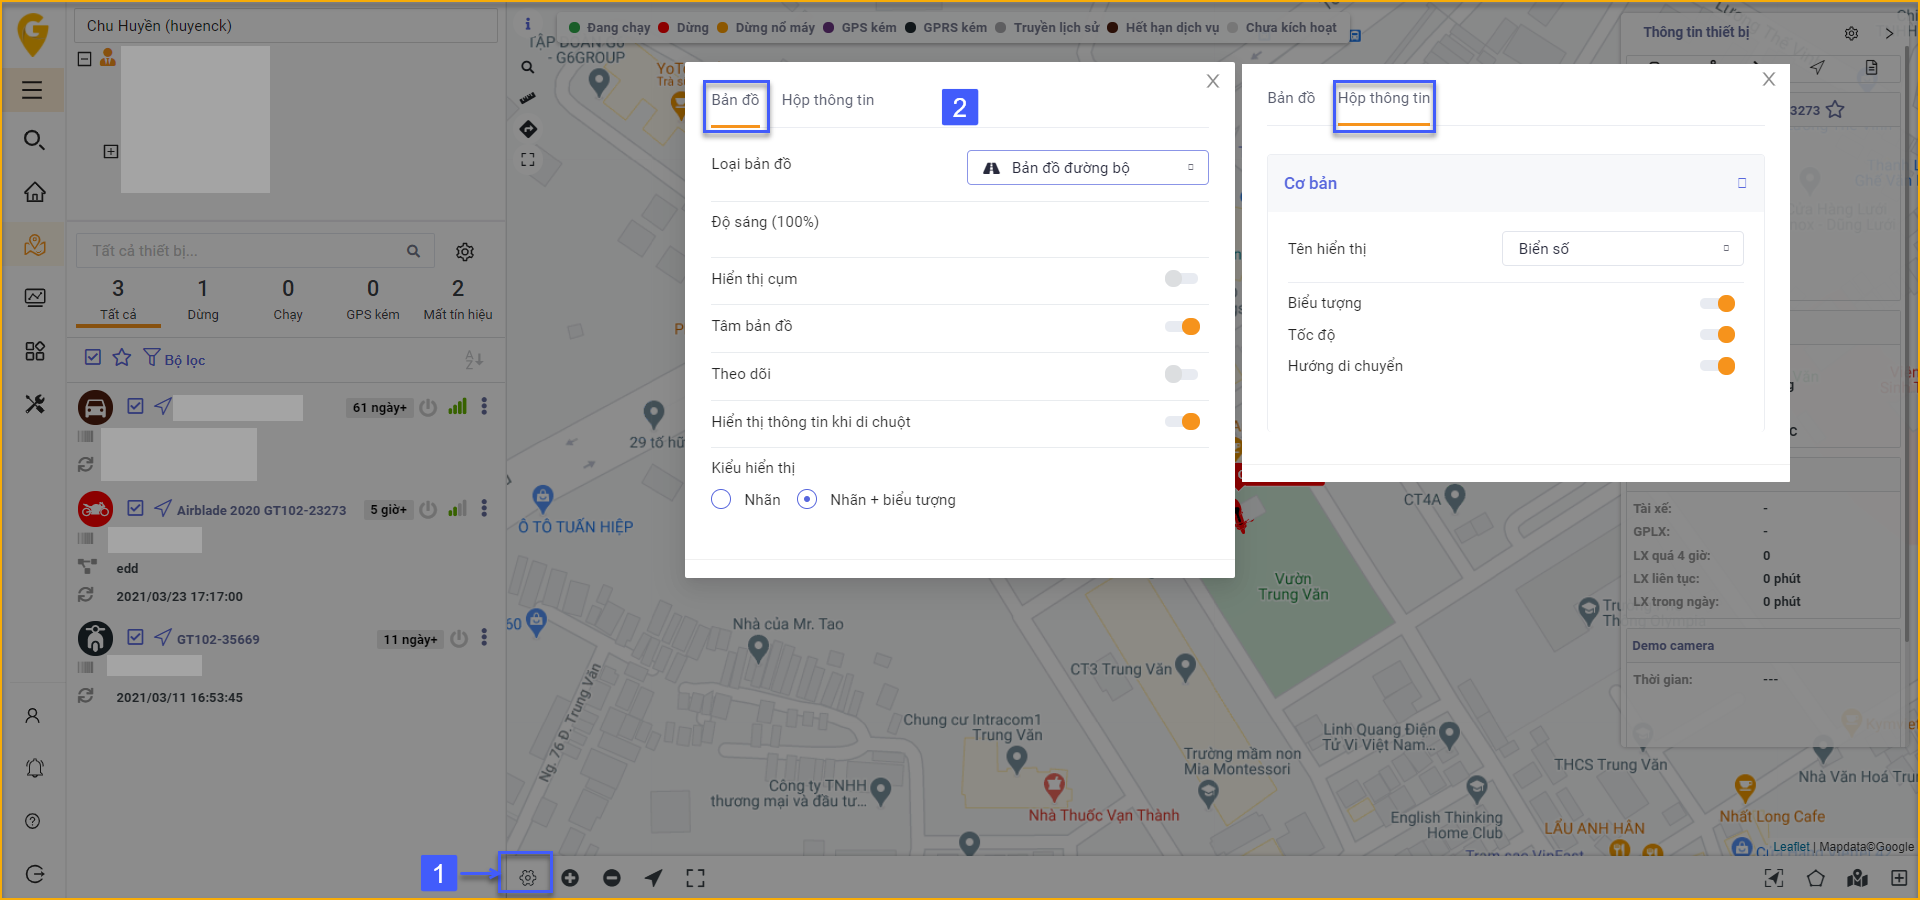 Chu Huyền (huyenck)
Tất cả thiết bị...
3
1
0
0
2
Tất cả
Dừng
Chạy
GPS kém
Mất tín hiệu
Bộ lọc
61 ngày+
Airblade 2020 GT102-23273
5 giờ+
edd
2021/03/23 17:17:00
GT102-35669
11 ngày+
2021/03/11 16:53:45
1
Đang chạy
Dừng
Dừng nổ máy
GPS kém
GPRS kém
Truyền lịch sử
Hết hạn dịch vụ
Chưa kích hoạt
TẬP ĐOÀN G6
- G6GROUP
29 tố hữ
Ô TÔ TUẤN HIỆP
60
Ng. 76 Đ. Trung Văn
Nhà của Mr. Tao
Chung cư Intracom1
Trung Văn
Công ty TNHH
thương mại và đầu tư...
Nhà Thuốc Vạn Thành
CT3 Trung Văn
Vườn
Trung Văn
CT4A
Trường mầm non
Mia Montessori
Linh Quang Điện
Tử Vi Việt Nam...
English Thinking
Home Club
THCS Trung Văn
LẨU ANH HÂN
Nhà Văn Hoá Trun
Nhất Long Cafe
Leaflet | Mapdata©Google
Bản đồ
Hộp thông tin
2
Loại bản đồ
Bản đồ đường bộ
Độ sáng (100%)
Hiển thị cụm
Tâm bản đồ
Theo dõi
Hiển thị thông tin khi di chuột
Kiểu hiển thị
Nhãn
Nhãn + biểu tượng
Bản đồ
Hộp thông tin
Cơ bản
Tên hiển thị
Biển số
Biểu tượng
Tốc độ
Hướng di chuyển
Thông tin thiết bị
3273
Tài xế:
-
GPLX:
-
LX quá 4 giờ:
0
LX liên tục:
0 phút
LX trong ngày:
0 phút
Demo camera
Thời gian:
---